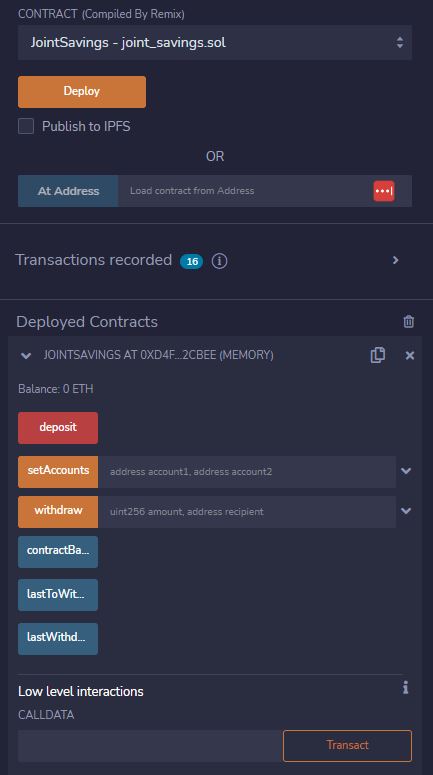 CONTRACT (Compiled By Remix)
JointSavings - joint_savings.sol
Deploy
Publish to IPFS
OR
At Address Load contract from Address
Transactions recorded 16
Deployed Contracts
JOINTSAVINGS AT 0XD4F...2CBEE (MEMORY)
Balance: 0 ETH
deposit
setAccounts address account1, address account2
withdraw uint256 amount, address recipient
contractBa...
lastToWit...
lastWithd...
Low level interactions
CALLDATA
Transact